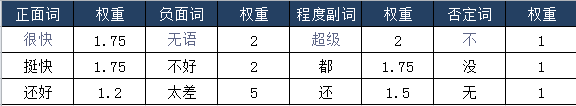 正面词 权重 负面词 权重 程度副词 权重 否定词 权重
很快 1.75 无语 2 超级 2 不 1
挺快 1.75 不好 2 都 1.75 没 1
还好 1.2 太差 5 还 1.5 无 1